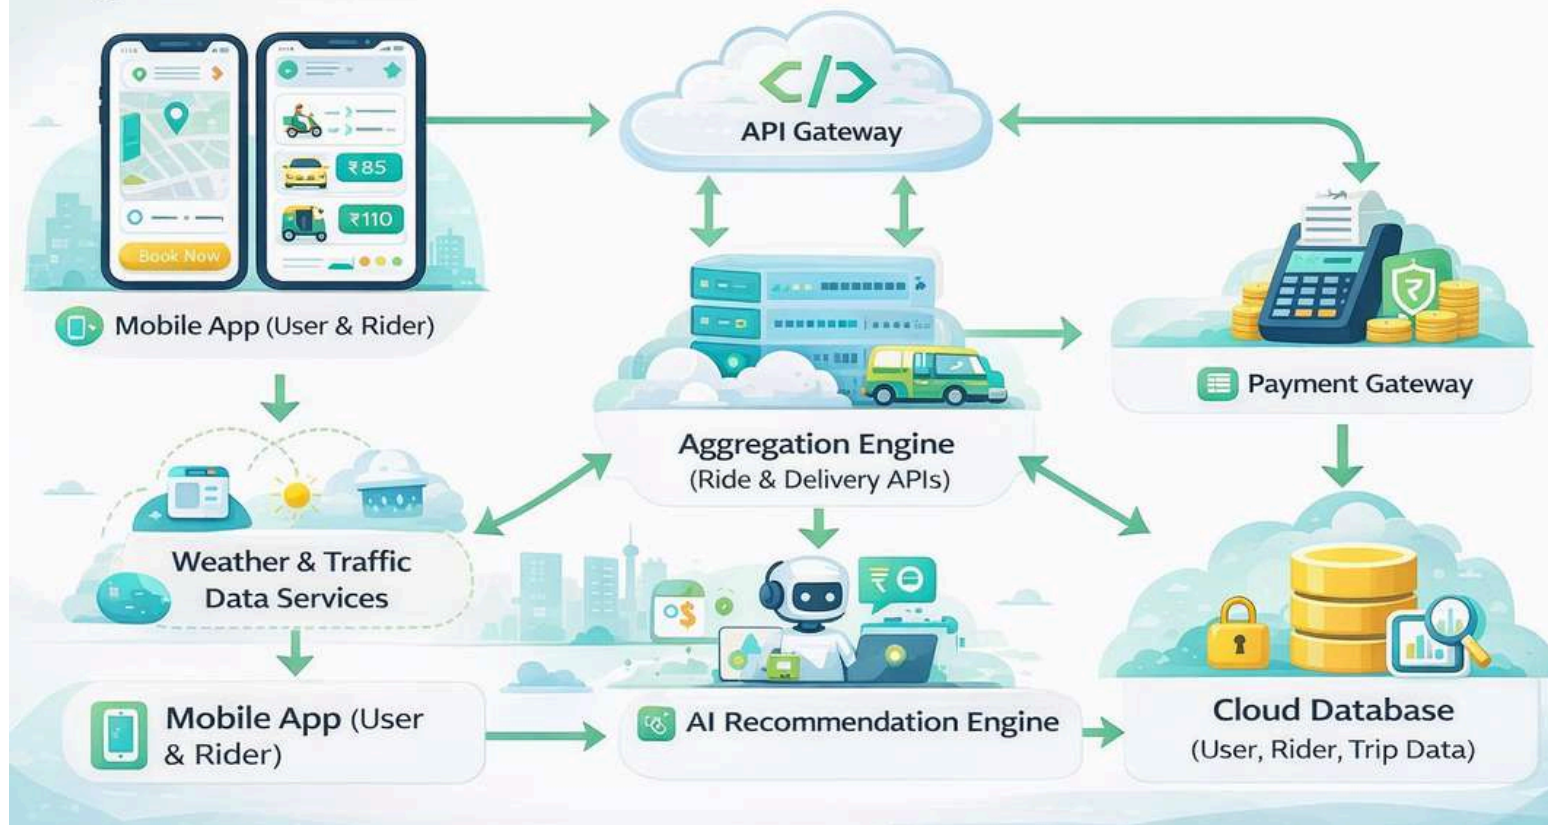 </>
API Gateway
₹85
₹110
Book Now
Mobile App (User & Rider)
Payment Gateway
Aggregation Engine
(Ride & Delivery APIs)
Weather & Traffic
Data Services
₹
$
Mobile App (User
& Rider)
AI Recommendation Engine
Cloud Database
(User, Rider, Trip Data)